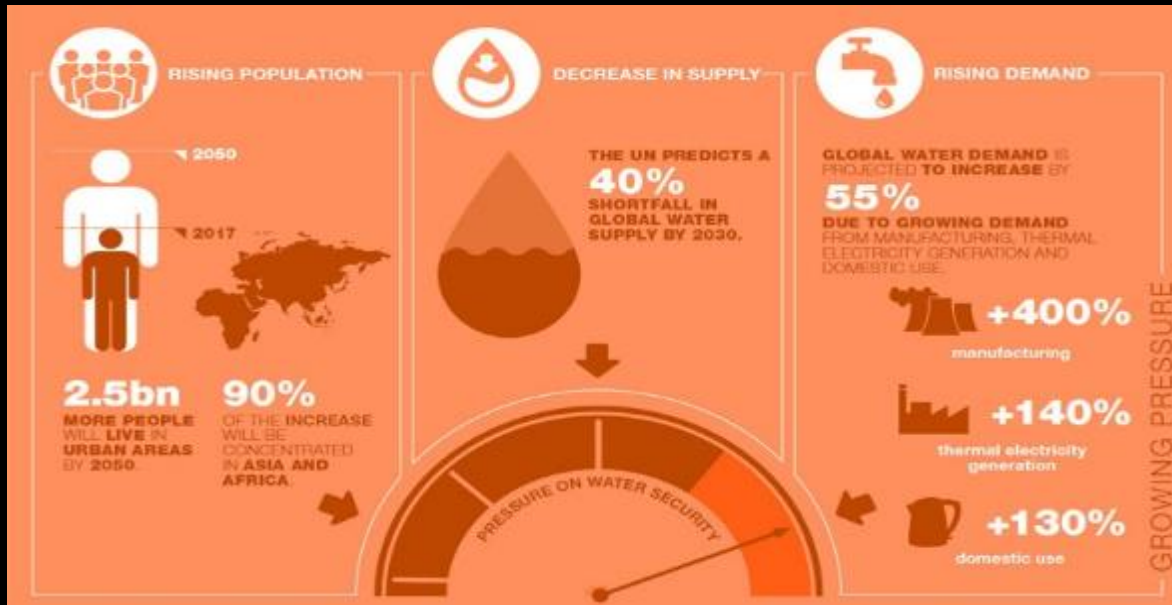 RISING POPULATION
2050
2017
2.5bn
MORE PEOPLE
WILL LIVE IN
URBAN AREAS
BY 2050.
90%
OF THE INCREASE
WILL BE
CONCENTRATED
IN ASIA AND
AFRICA.
DECREASE IN SUPPLY
THE UN PREDICTS A
40%
SHORTFALL IN
GLOBAL WATER
SUPPLY BY 2030.
RISING DEMAND
GLOBAL WATER DEMAND IS
PROJECTED TO INCREASE BY
55%
DUE TO GROWING DEMAND
FROM MANUFACTURING, THERMAL
ELECTRICITY GENERATION AND
DOMESTIC USE.
+400%
manufacturing
+140%
thermal electricity
generation
+130%
domestic use
PRESSURE ON WATER SECURITY
GROWING PRESSURE